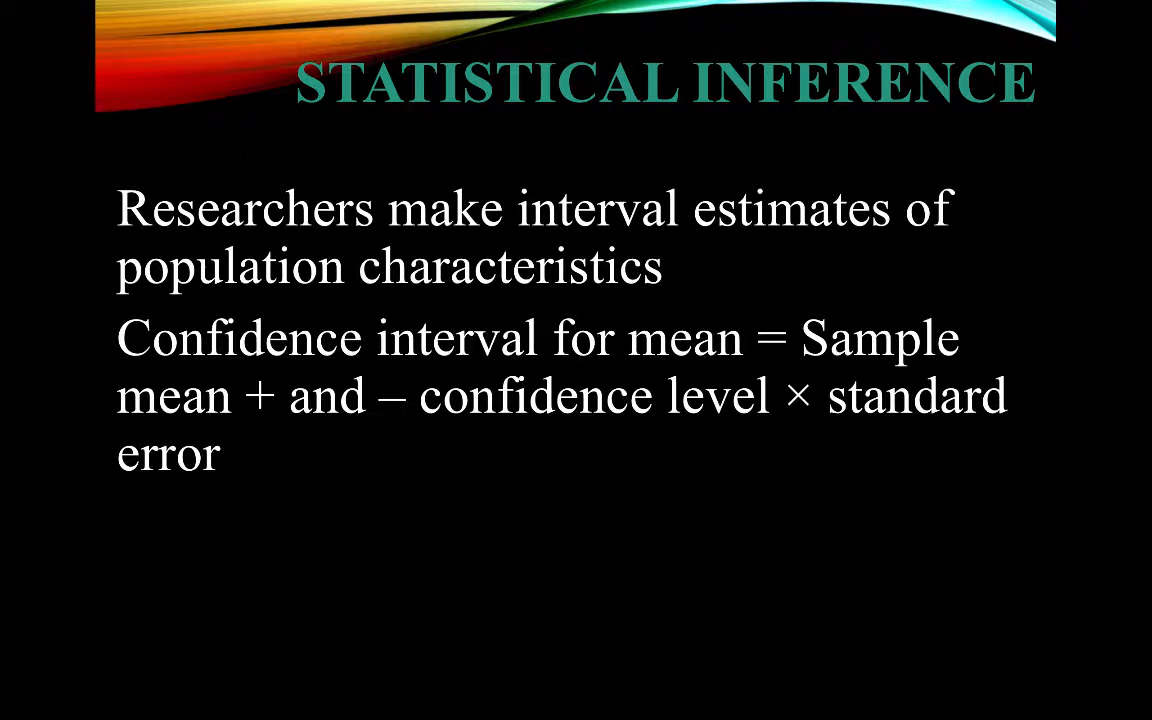 STATISTICAL INFERENCE
Researchers make interval estimates of
population characteristics
Confidence interval for mean = Sample
mean + and – confidence level × standard
error